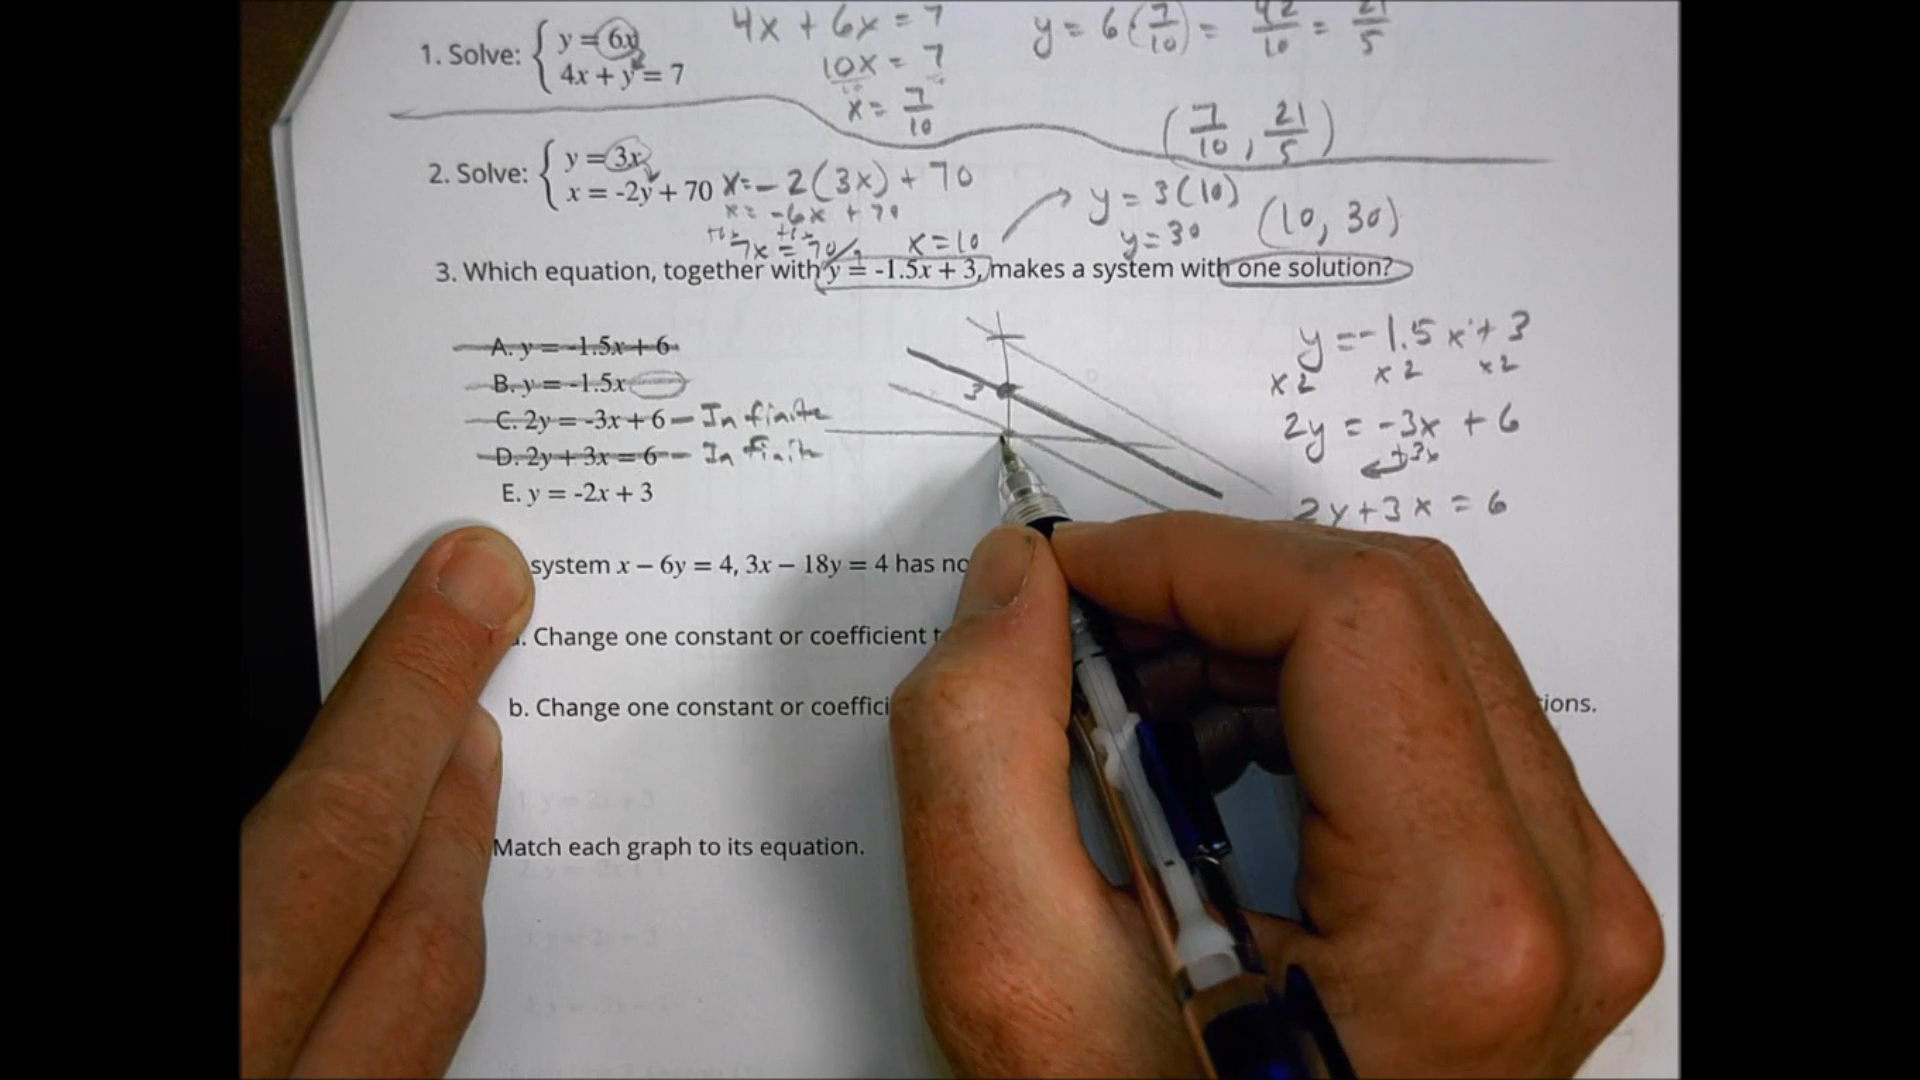 4x + 6x = 7
y = 6(7/10) = 42/10 = 21/5
1. Solve: { y = 6x
4x + y = 7
10x = 7
10
x = 7/10
(7/10, 21/5)
2. Solve: { y = 3x
x = -2y + 70
x = -2(3x) + 70
x = -6x + 70
+6x +6x
7x = 70/7
x = 10
y = 3(10)
y = 30
(10, 30)
3. Which equation, together with y = -1.5x + 3, makes a system with one solution?
A. y = -1.5x + 6
B. y = -1.5x
C. 2y = -3x + 6 - Infinite
D. 2y + 3x = 6 - Infinite
E. y = -2x + 3
3
y = -1.5x + 3
x2 x2 x2
2y = -3x + 6
+3x
2y + 3x = 6
system x − 6y = 4, 3x − 18y = 4 has no
. Change one constant or coefficient t
b. Change one constant or coeffici
ions.
Match each graph to its equation.